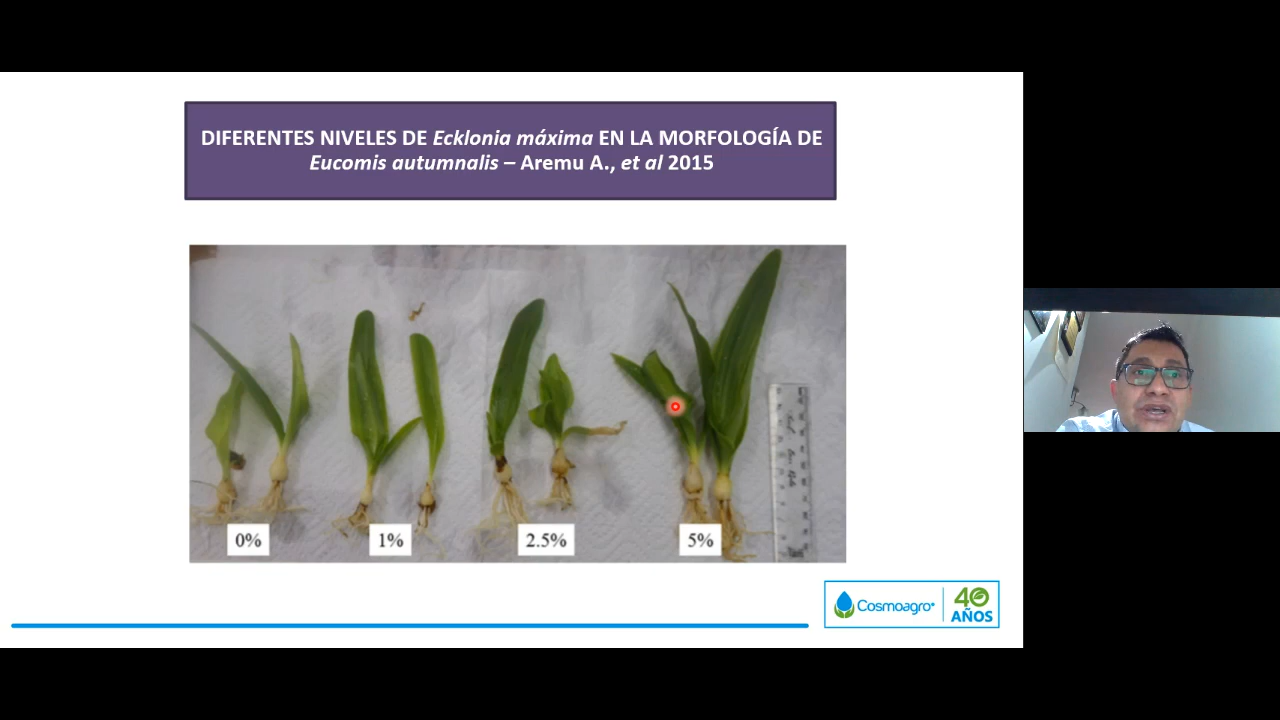 DIFERENTES NIVELES DE Ecklonia máxima EN LA MORFOLOGÍA DE
Eucomis autumnalis – Aremu A., et al 2015
0%
1%
2.5%
5%
Cosmoagro
40
AÑOS